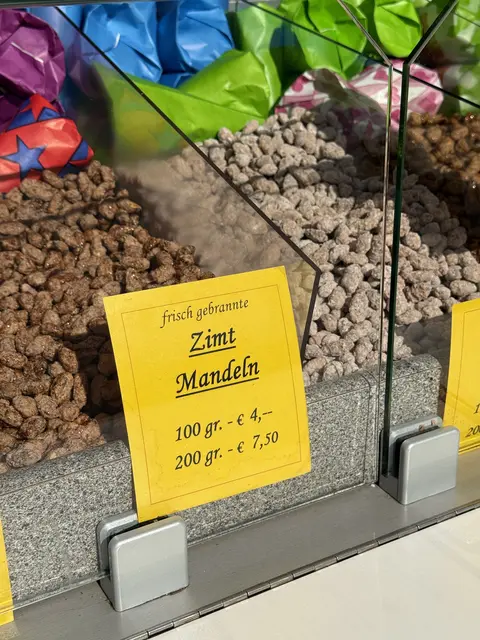 frisch gebrannte
Zimt
Mandeln
100 gr. - € 4,--
200 gr. - € 7,50